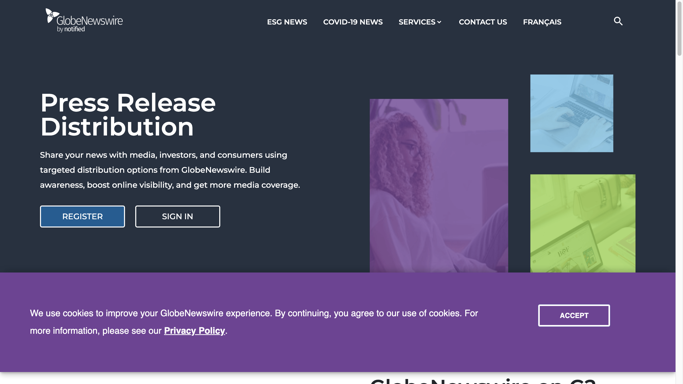 GlobeNewswire
by notified
ESG NEWS
COVID-19 NEWS
SERVICES
CONTACT US
FRANÇAIS
Press Release
Distribution
Share your news with media, investors, and consumers using
targeted distribution options from GlobeNewswire. Build
awareness, boost online visibility, and get more media coverage.
REGISTER
SIGN IN
We use cookies to improve your GlobeNewswire experience. By continuing, you agree to our use of cookies. For
more information, please see our Privacy Policy.
ACCEPT
GlobeNewswire on G2